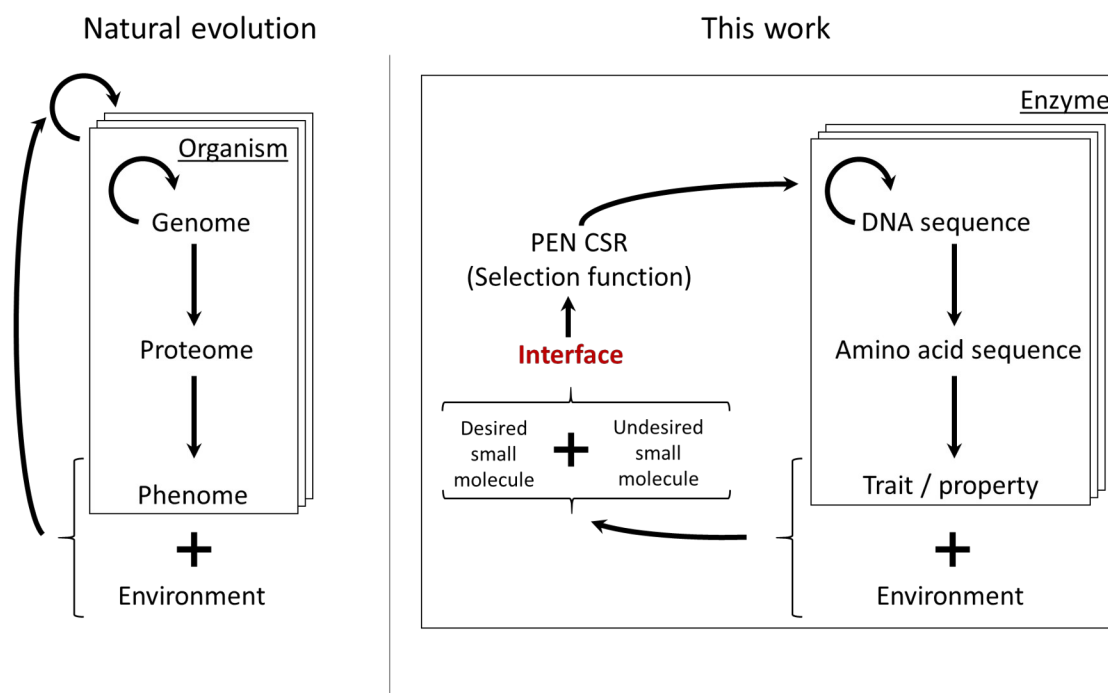 Natural evolution
Organism
Genome
Proteome
Phenome
+
Environment
This work
Enzyme
PEN CSR
(Selection function)
Interface
Desired
small
molecule
+
Undesired
small
molecule
DNA sequence
Amino acid sequence
Trait / property
+
Environment